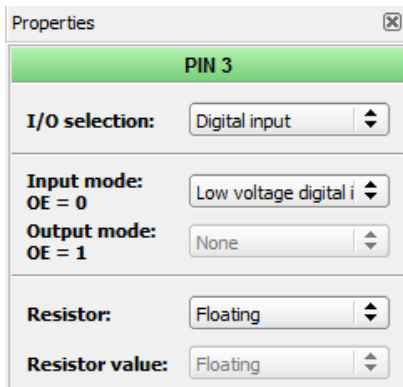 Properties
PIN 3
I/O selection: Digital input
Input mode:
OE = 0 Low voltage digital i
Output mode:
OE = 1 None
Resistor: Floating
Resistor value: Floating